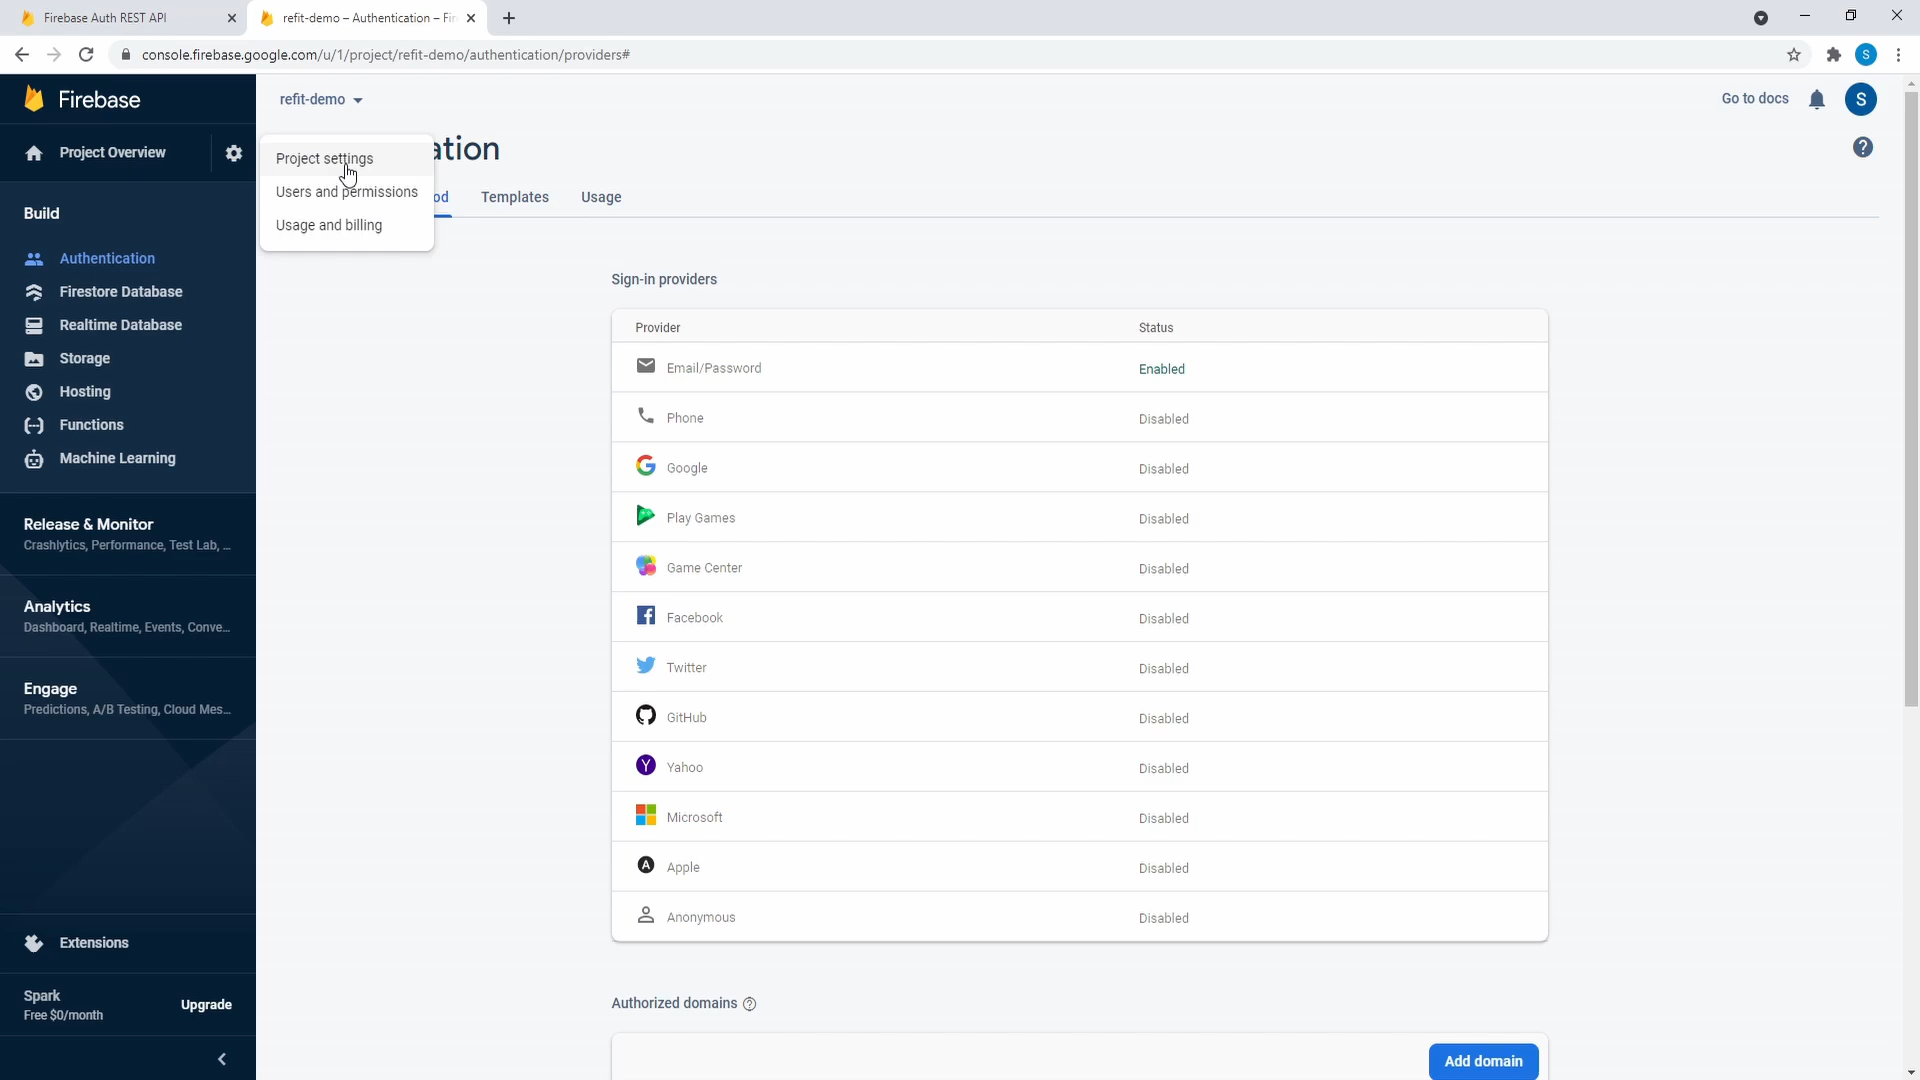 Firebase Auth REST API
refit-demo – Authentication – Fir
console.firebase.google.com/u/1/project/refit-demo/authentication/providers#
S
Firebase
refit-demo
Go to docs
S
Project Overview
Project settings
Users and permissions
Usage and billing
ation
od
Templates
Usage
Build
Authentication
Firestore Database
Realtime Database
Storage
Hosting
Functions
Machine Learning
Release & Monitor
Crashlytics, Performance, Test Lab, ...
Analytics
Dashboard, Realtime, Events, Conve...
Engage
Predictions, A/B Testing, Cloud Mes...
Extensions
Spark
Free $0/month
Upgrade
Sign-in providers
Provider Status
Email/Password Enabled
Phone Disabled
Google Disabled
Play Games Disabled
Game Center Disabled
Facebook Disabled
Twitter Disabled
GitHub Disabled
Yahoo Disabled
Microsoft Disabled
Apple Disabled
Anonymous Disabled
Authorized domains
Add domain